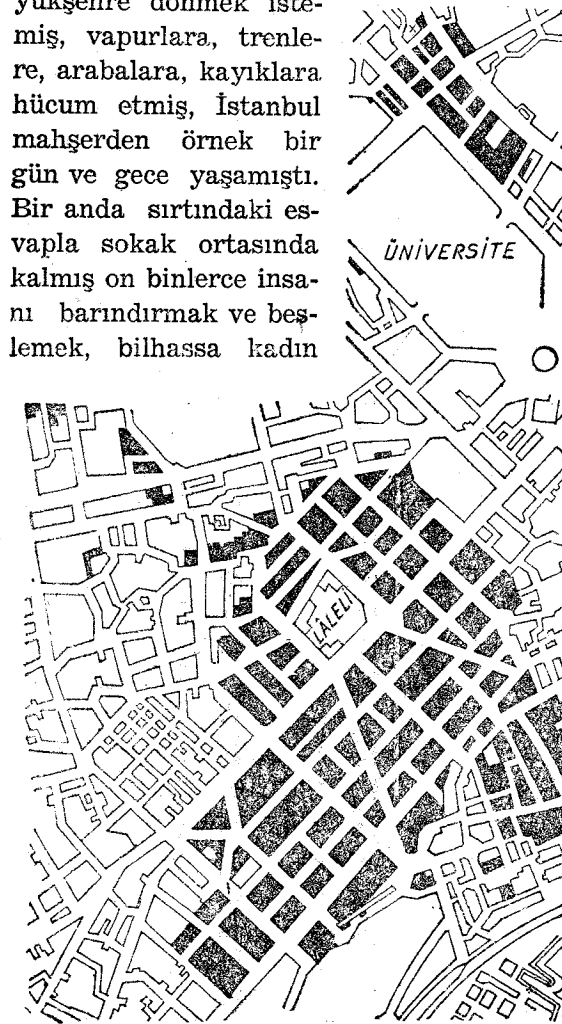 yükşehre dönmek iste-
miş, vapurlara, trenle-
re, arabalara, kayıklara
hücum etmiş, İstanbul
mahşerden örnek bir
gün ve gece yaşamıştı.
Bir anda sırtındaki es-
vapla sokak ortasında
kalmış on binlerce insa-
nı barındırmak ve bes-
lemek, bilhassa kadın
ÜNİVERSİTE
LÂLELİ